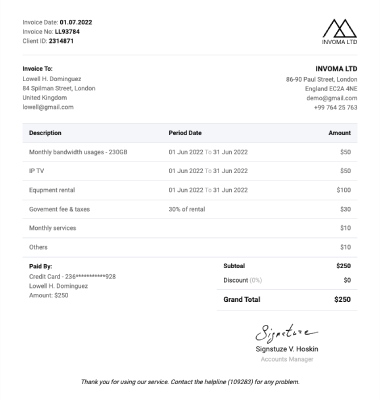 Invoice Date: 01.07.2022
Invoice No: LL93784
Client ID: 2314871
INVOMA LTD
Invoice To:
Lowell H. Dominguez
84 Spilman Street, London
United Kingdom
lowell@gmail.com
INVOMA LTD
86-90 Paul Street, London
England EC2A 4NE
demo@gmail.com
+99 764 25 763
Description Period Date Amount
Monthly bandwidth usages - 230GB 01 Jun 2022 To 31 Jun 2022 $50
IP TV 01 Jun 2022 To 31 Jun 2022 $50
Equpment rental 01 Jun 2022 To 31 Jun 2022 $100
Goverment fee & taxes 30% of rental $30
Monthly services $10
Others $10
Paid By:
Credit Card - 236***********928
Lowell H. Dominguez
Amount: $250
Subteal $250
Discount (0%) $0
Grand Total $250
Signature
Signstuze V. Hoskin
Accounts Manager
Thank you for using our service. Contact the helpline (109283) for any problem.